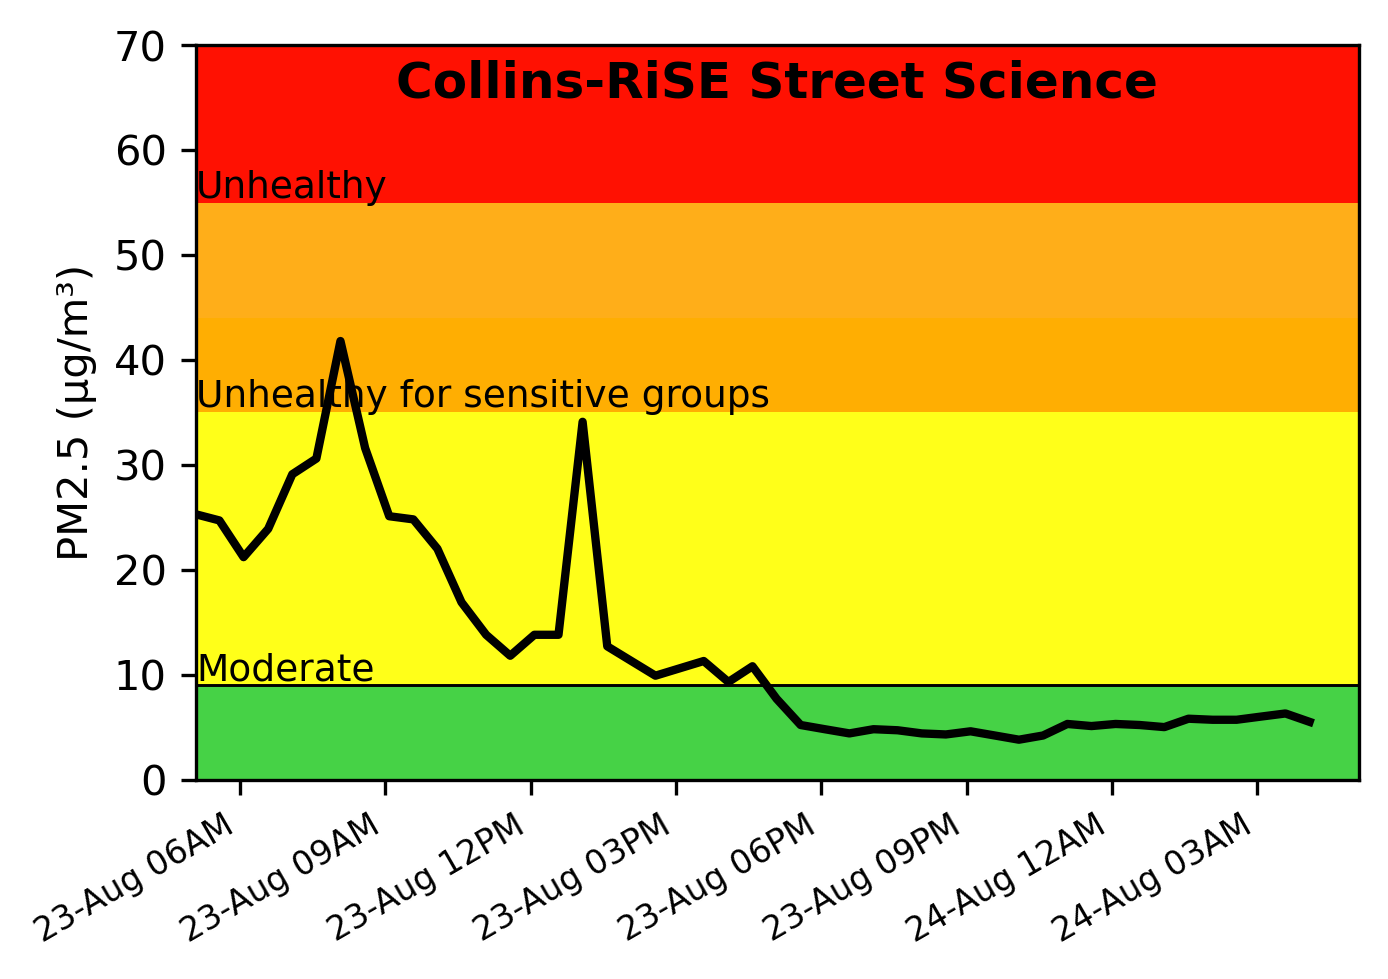 Collins-RiSE Street Science
70
60
Unhealthy
50
40
Unhealthy for sensitive groups
30
20
10
Moderate
0
PM2.5 (µg/m³)
23-Aug 06AM
23-Aug 09AM
23-Aug 12PM
23-Aug 03PM
23-Aug 06PM
23-Aug 09PM
24-Aug 12AM
24-Aug 03AM